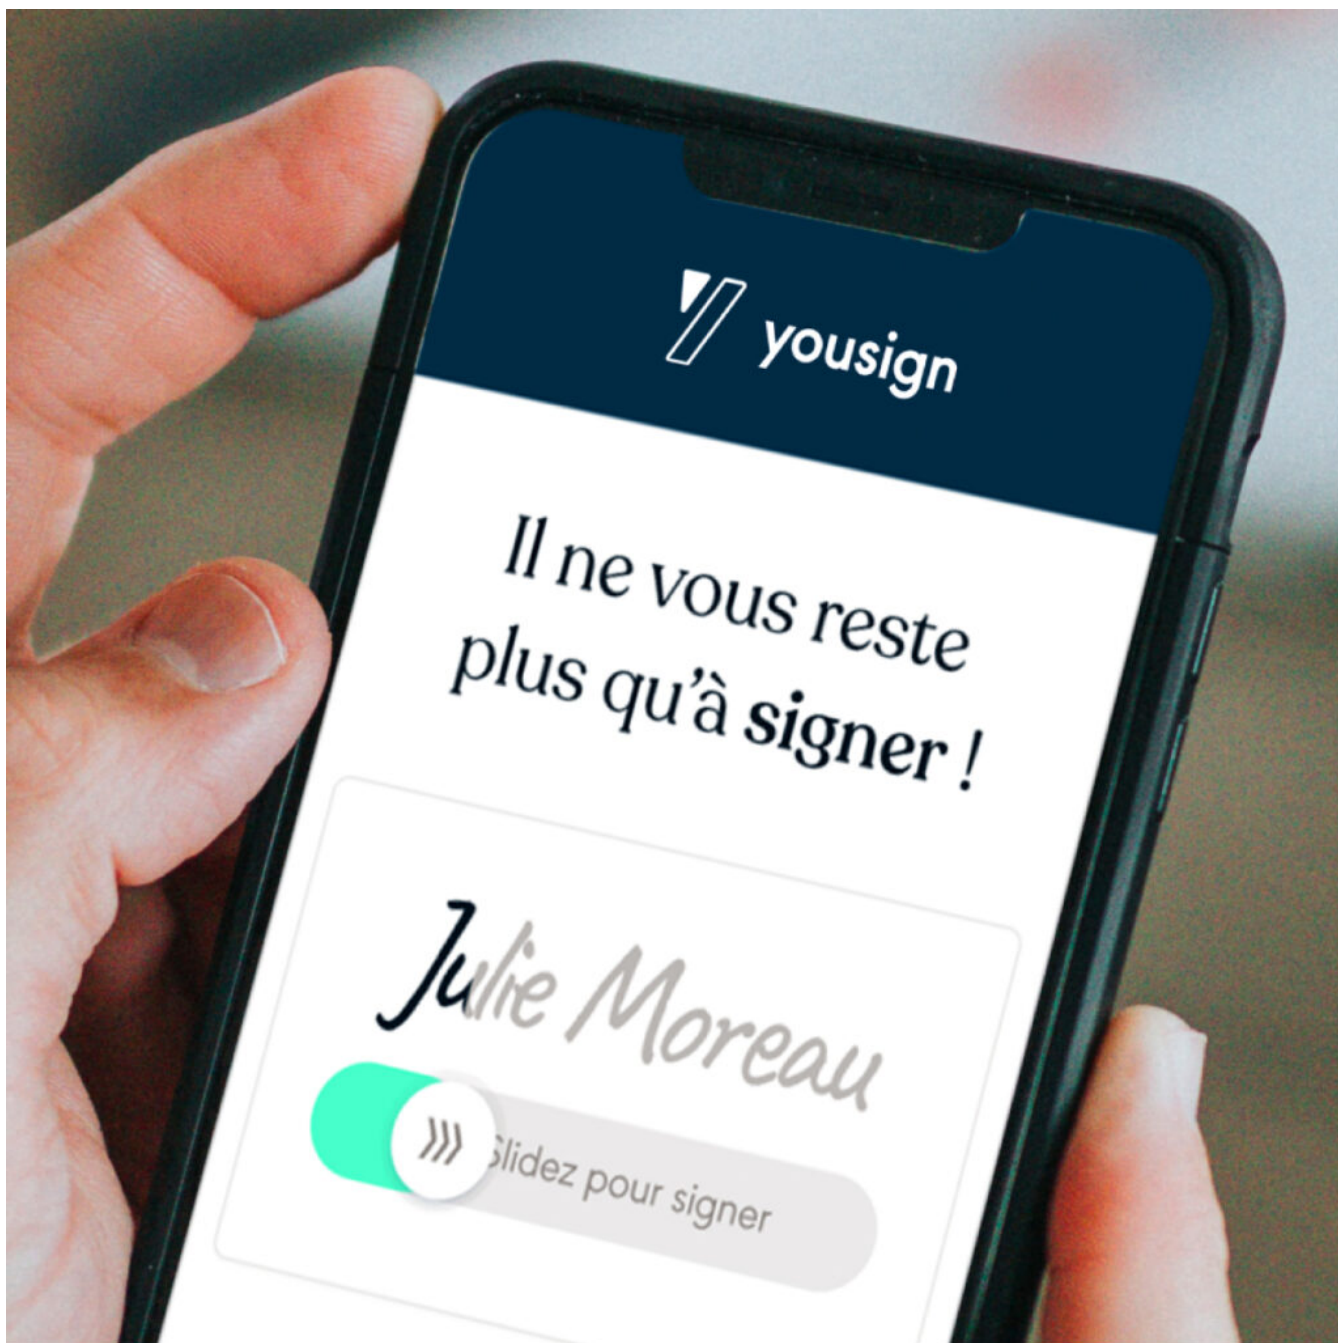 yousign
Il ne vous reste
plus qu’à signer !
Julie Moreau
Slidez pour signer